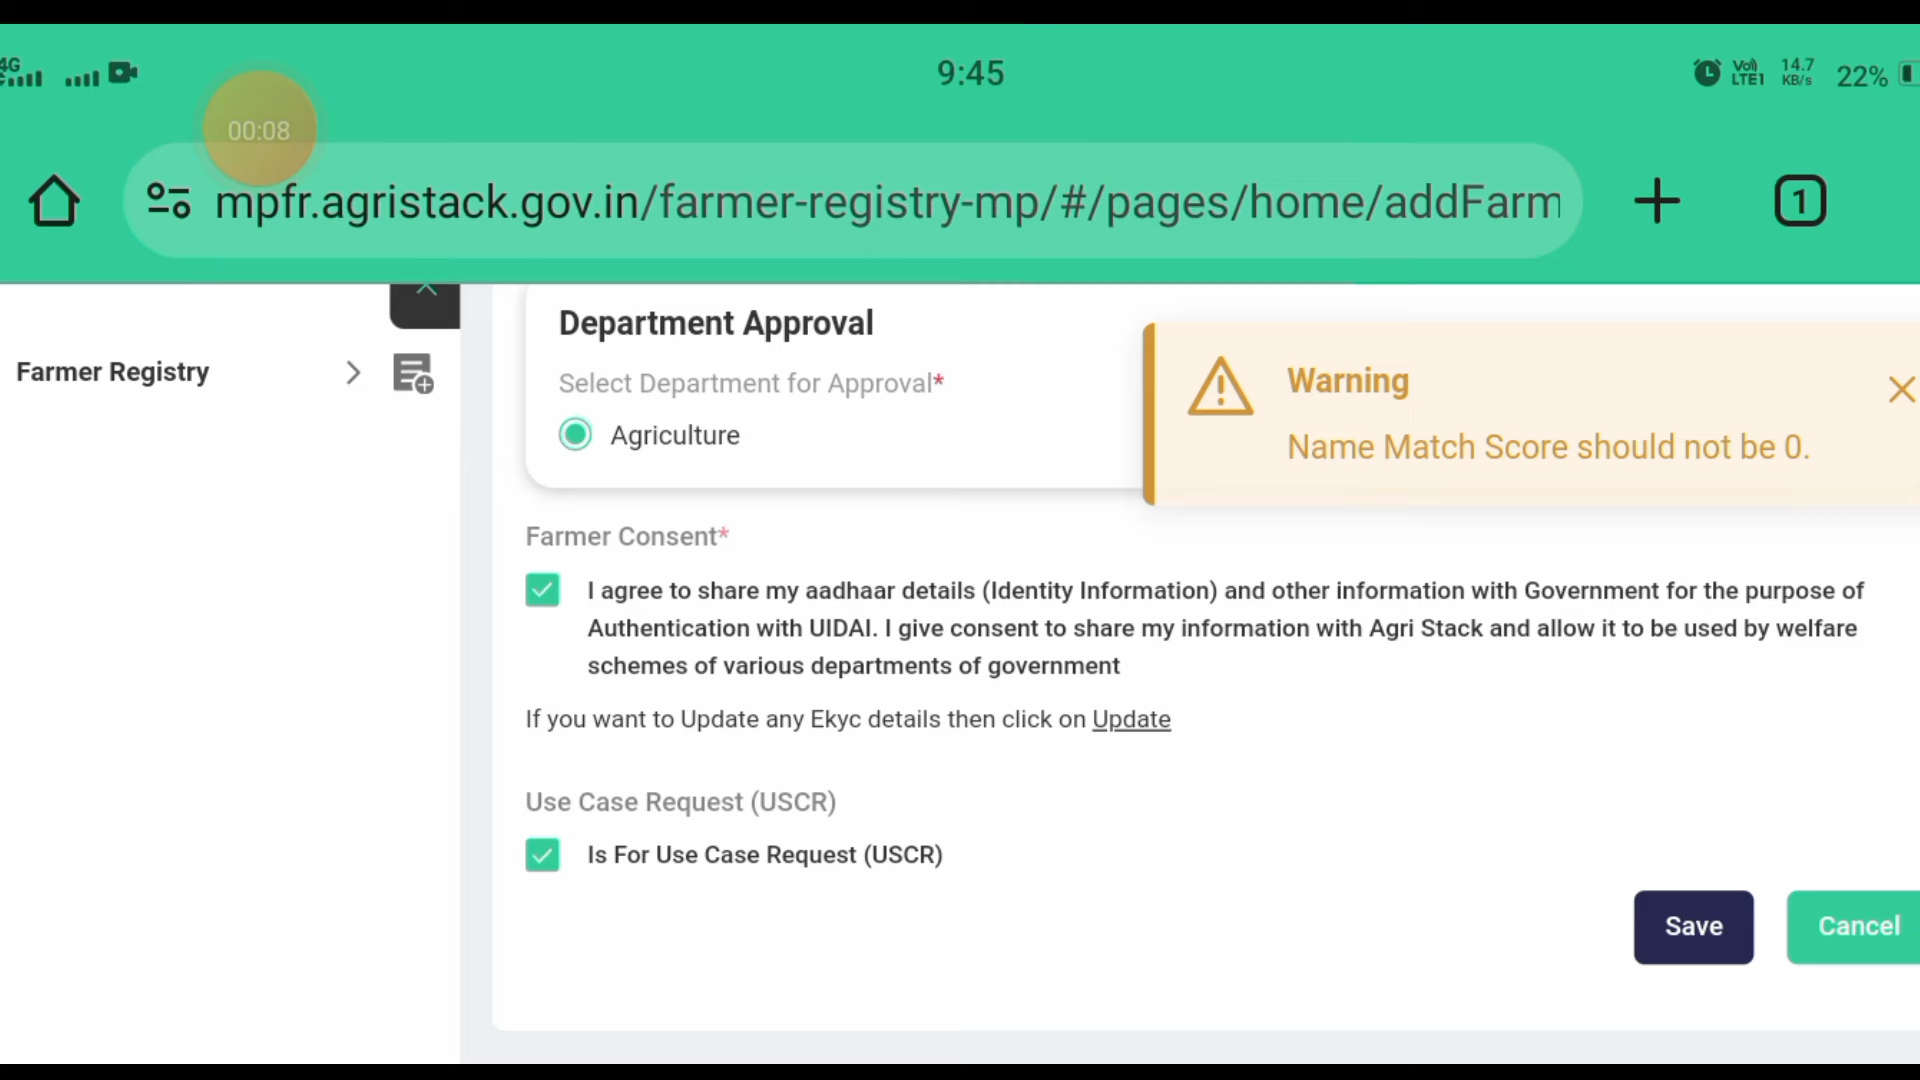 4G
9:45
Vol) LTE1
14.7 KB/s
22%
00:08
mpfr.agristack.gov.in/farmer-registry-mp/#/pages/home/addFarm
1
Farmer Registry
Department Approval
Select Department for Approval*
Agriculture
Warning
Name Match Score should not be 0.
Farmer Consent*
I agree to share my aadhaar details (Identity Information) and other information with Government for the purpose of
Authentication with UIDAI. I give consent to share my information with Agri Stack and allow it to be used by welfare
schemes of various departments of government
If you want to Update any Ekyc details then click on Update
Use Case Request (USCR)
Is For Use Case Request (USCR)
Save
Cancel